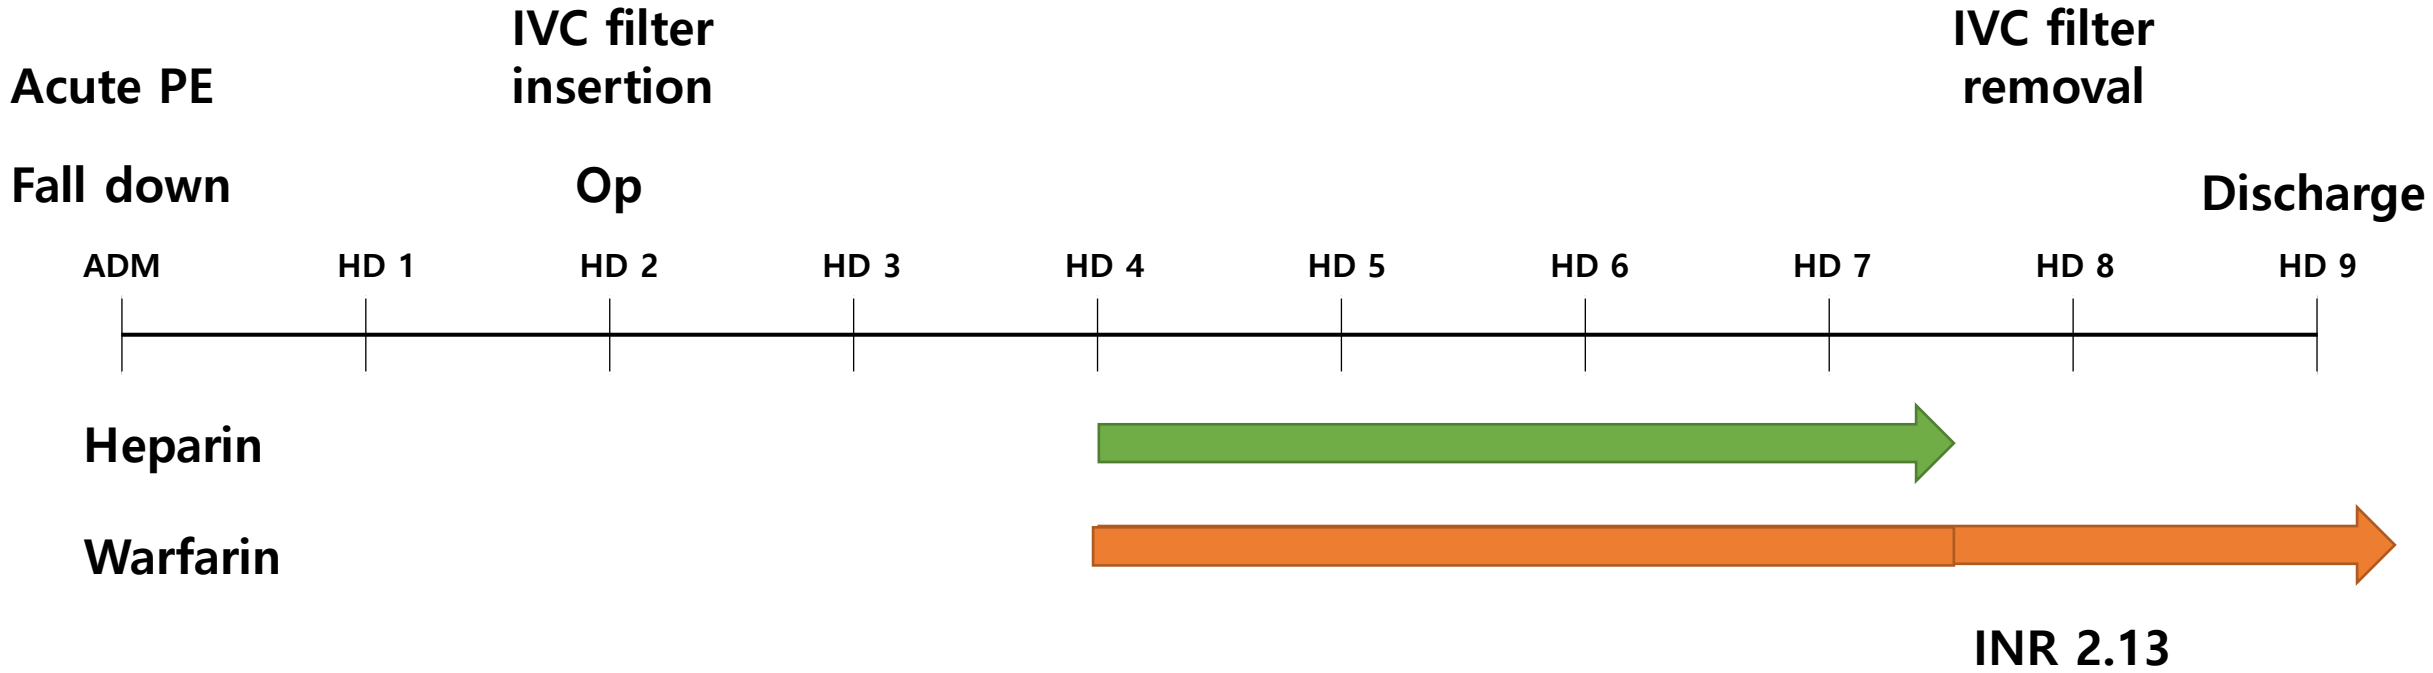 IVC filter
insertion
IVC filter
removal
Acute PE
Fall down
Op
Discharge
ADM HD 1 HD 2 HD 3 HD 4 HD 5 HD 6 HD 7 HD 8 HD 9
Heparin
Warfarin
INR 2.13